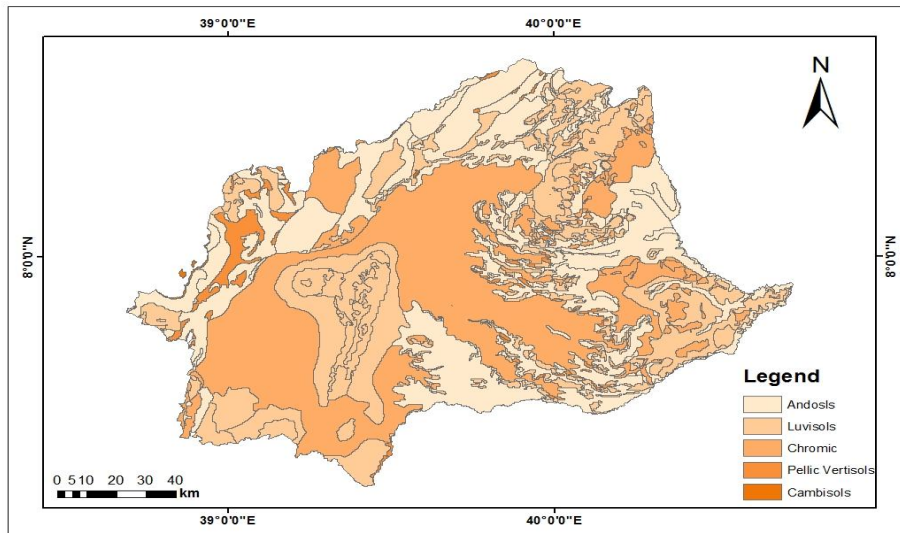 39°0'0"E 40°0'0"E
N
8°0'0"N 8°0'0"N
Legend
Andosls
Luvisols
Chromic
Pellic Vertisols
Cambisols
0 5 10 20 30 40
km
39°0'0"E 40°0'0"E